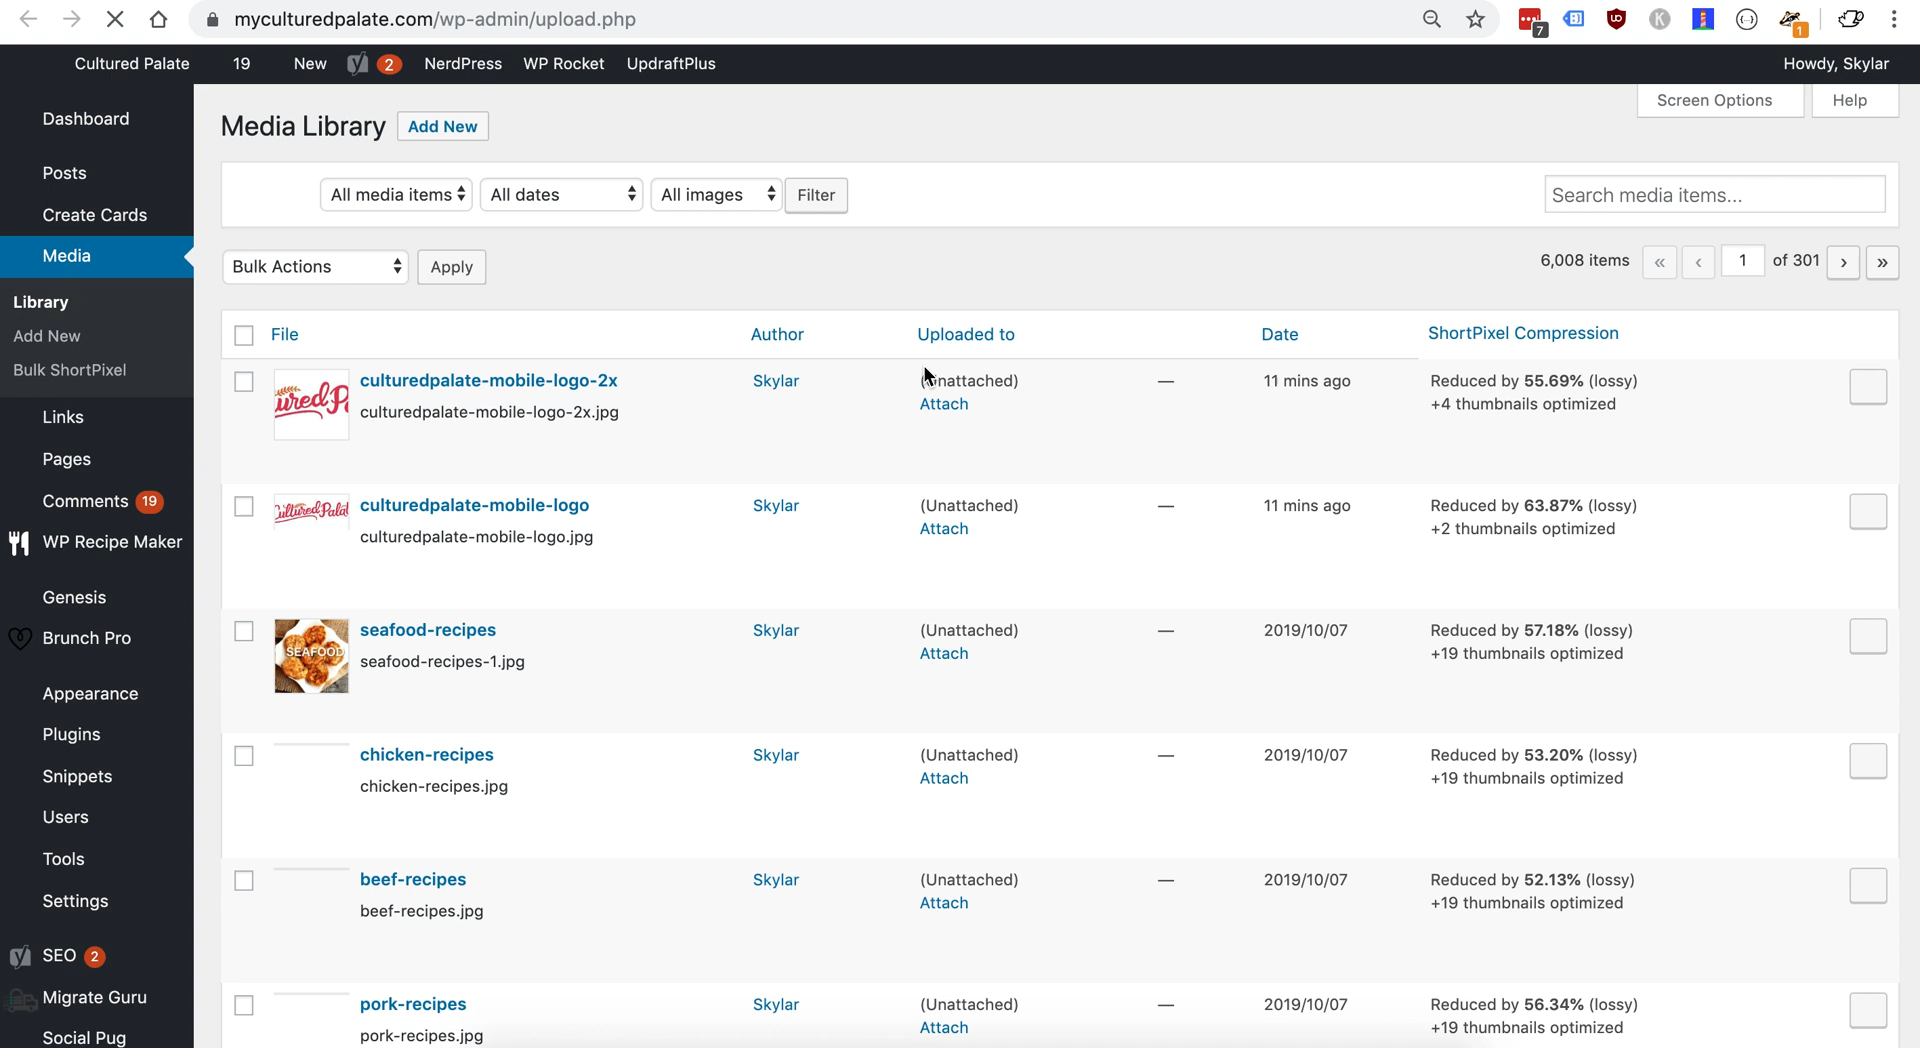 myculturedpalate.com/wp-admin/upload.php
7
1
Cultured Palate 19 New 2 NerdPress WP Rocket UpdraftPlus Howdy, Skylar
Dashboard
Posts
Create Cards
Media
Library
Add New
Bulk ShortPixel
Links
Pages
Comments 19
WP Recipe Maker
Genesis
Brunch Pro
Appearance
Plugins
Snippets
Users
Tools
Settings
SEO 2
Migrate Guru
Social Pug
Screen Options Help
Media Library Add New
All media items All dates All images Filter Search media items...
Bulk Actions Apply 6,008 items « ‹ 1 of 301 › »
File Author Uploaded to Date ShortPixel Compression
culturedpalate-mobile-logo-2x Skylar (Unattached) — 11 mins ago Reduced by 55.69% (lossy)
culturedpalate-mobile-logo-2x.jpg Attach +4 thumbnails optimized
culturedpalate-mobile-logo Skylar (Unattached) — 11 mins ago Reduced by 63.87% (lossy)
culturedpalate-mobile-logo.jpg Attach +2 thumbnails optimized
seafood-recipes Skylar (Unattached) — 2019/10/07 Reduced by 57.18% (lossy)
SEAFOOD seafood-recipes-1.jpg Attach +19 thumbnails optimized
chicken-recipes Skylar (Unattached) — 2019/10/07 Reduced by 53.20% (lossy)
chicken-recipes.jpg Attach +19 thumbnails optimized
beef-recipes Skylar (Unattached) — 2019/10/07 Reduced by 52.13% (lossy)
beef-recipes.jpg Attach +19 thumbnails optimized
pork-recipes Skylar (Unattached) — 2019/10/07 Reduced by 56.34% (lossy)
pork-recipes.jpg Attach +19 thumbnails optimized